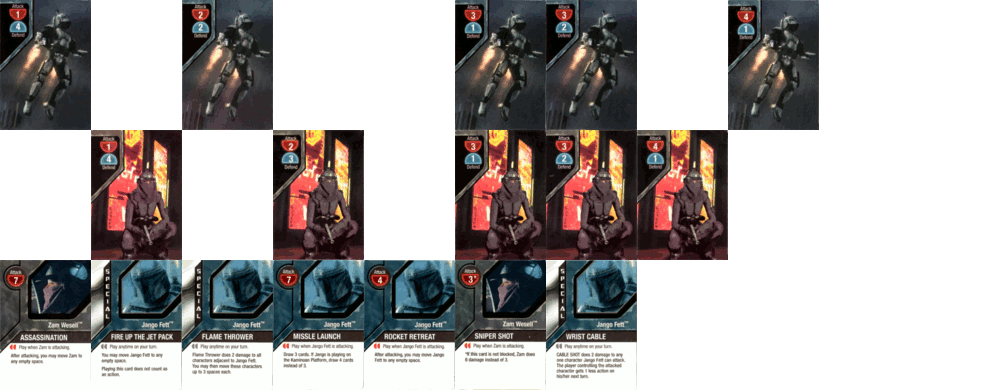 Attack
1
4
Defend
Attack
2
2
Defend
Attack
3
1
Defend
Attack
3
2
Defend
Attack
4
1
Defend
Attack
1
4
Defend
Attack
2
3
Defend
Attack
3
1
Defend
Attack
3
2
Defend
Attack
4
1
Defend
Attack
7
Zam Wesell™
ASSASSINATION
Play when Zam is attacking.
After attacking, you may move Zam to
any empty space.
SPECIAL
Jango Fett™
FIRE UP THE JET PACK
Play anytime on your turn.
You may move Jango Fett to any
empty space.
Playing this card does not count as
an action.
SPECIAL
Jango Fett™
FLAME THROWER
Play anytime on your turn.
Flame Thrower does 2 damage to all
characters adjacent to Jango Fett.
You may then move these characters
up to 3 spaces each.
Attack
7
Jango Fett™
MISSLE LAUNCH
Play when Jango Fett is attacking.
Draw 3 cards. If Jango is playing on
the Kaminoan Platform, draw 4 cards
instead of 3.
Attack
4
Jango Fett™
ROCKET RETREAT
Play when Jango Fett is attacking.
After attacking, you may move Jango
Fett to any empty space.
Attack
3*
Zam Wesell™
SNIPER SHOT
Play when Zam is attacking.
*If this card is not blocked, Zam does
6 damage instead of 3.
SPECIAL
Jango Fett™
WRIST CABLE
Play anytime on your turn.
CABLE SHOT does 2 damage to any
one character Jango Fett can attack.
The player controlling the attacked
character gets 1 less action on
his/her next turn.